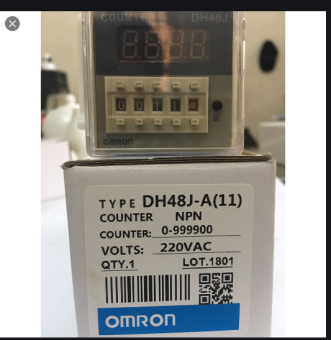 COUNTER DH48J
R
OMRON
TYPE DH48J-A(11)
COUNTER NPN
COUNTER: 0-999900
VOLTS: 220VAC
QTY.1 LOT.1801
OMRON